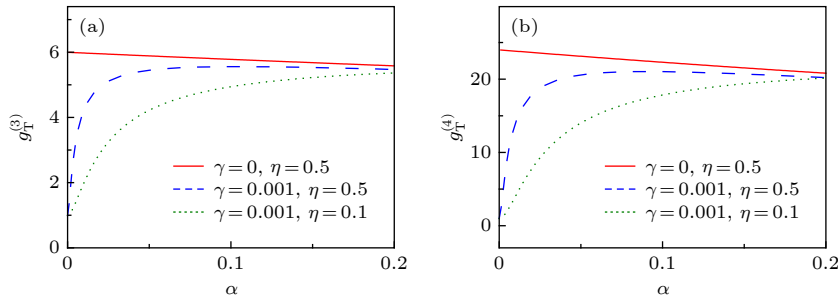 (a)
g_T^(3)
8
6
4
2
0
γ=0, η=0.5
γ=0.001, η=0.5
γ=0.001, η=0.1
0
0.1
0.2
α
(b)
g_T^(4)
20
10
0
γ=0, η=0.5
γ=0.001, η=0.5
γ=0.001, η=0.1
0
0.1
0.2
α